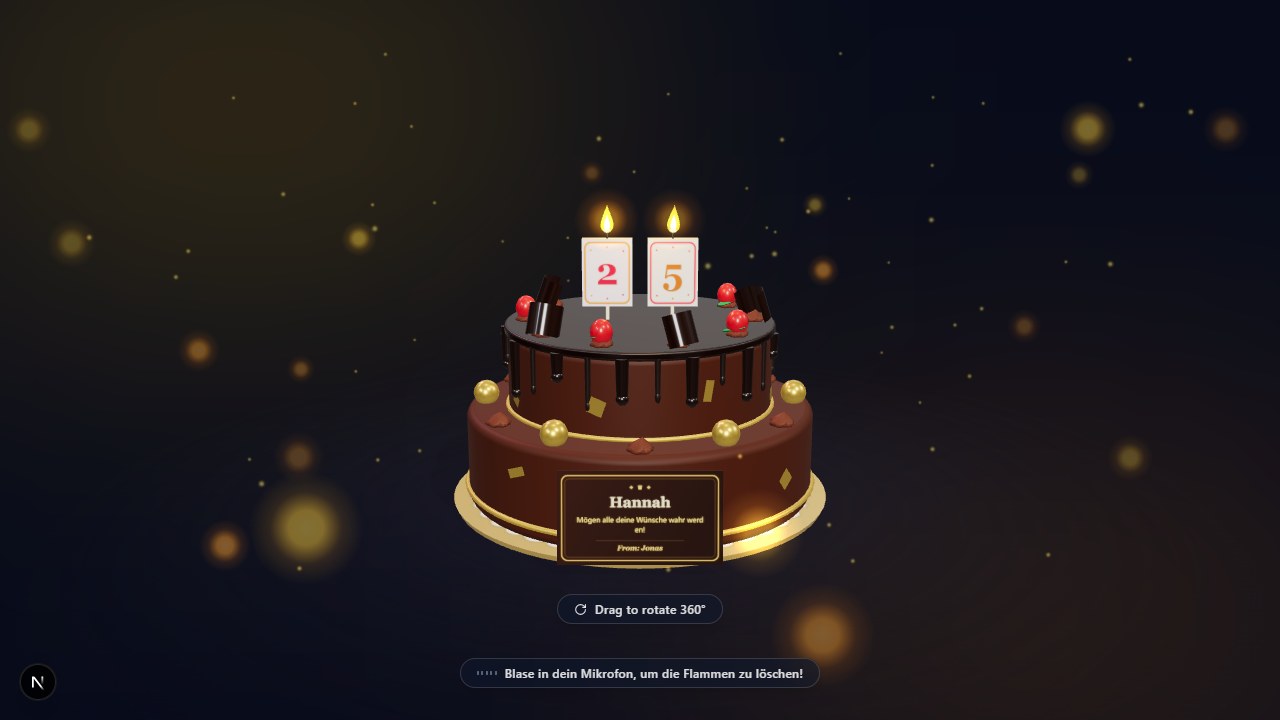 2 5
Hannah
Mögen alle deine Wünsche wahr werd
en!
From: Jonas
Drag to rotate 360°
Blase in dein Mikrofon, um die Flammen zu löschen!
N